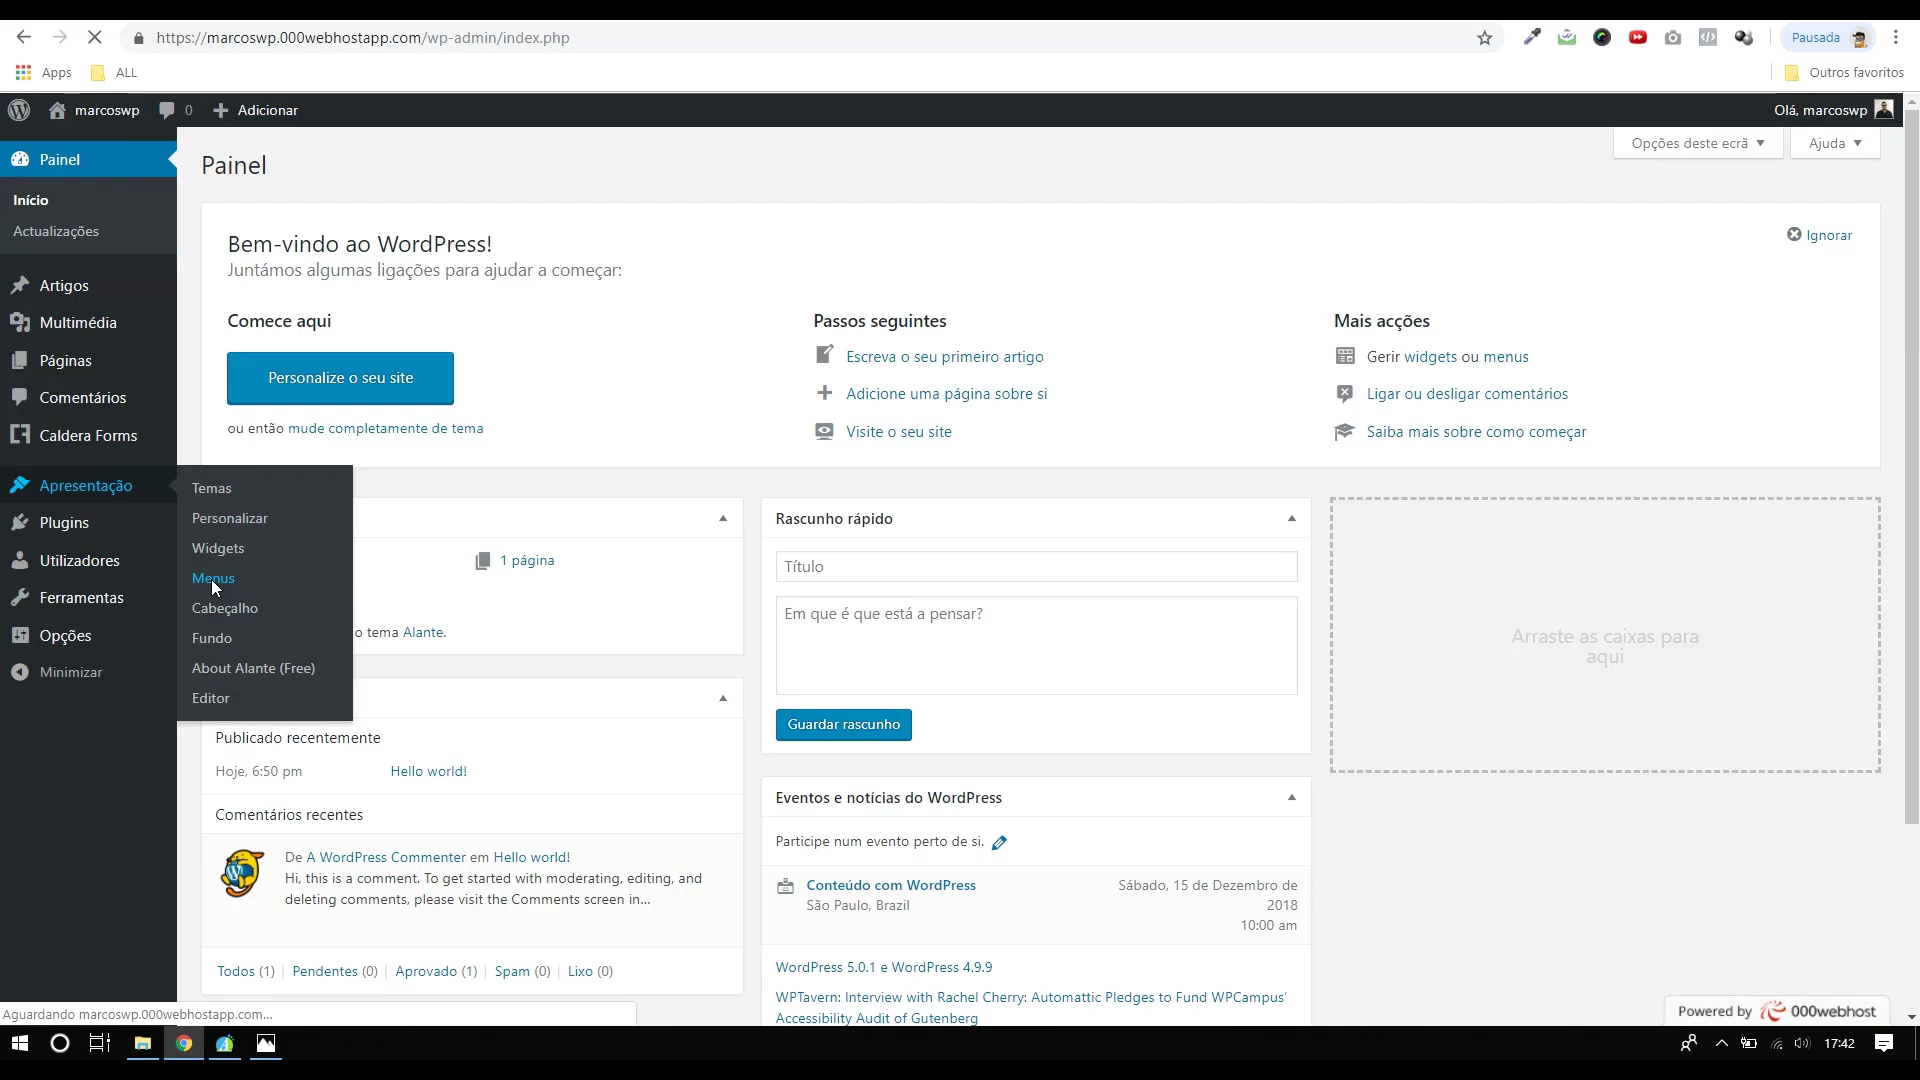 https://marcoswp.000webhostapp.com/wp-admin/index.php
Pausada
Apps
ALL
Outros favoritos
marcoswp
0
Adicionar
Olá, marcoswp
Painel
Início
Actualizações
Artigos
Multimédia
Páginas
Comentários
Caldera Forms
Apresentação
Plugins
Utilizadores
Ferramentas
Opções
Minimizar
Temas
Personalizar
Widgets
Menus
Cabeçalho
Fundo
About Alante (Free)
Editor
Opções deste ecrã
Ajuda
Painel
Bem-vindo ao WordPress!
Juntámos algumas ligações para ajudar a começar:
Ignorar
Comece aqui
Personalize o seu site
ou então mude completamente de tema
Passos seguintes
Escreva o seu primeiro artigo
Adicione uma página sobre si
Visite o seu site
Mais acções
Gerir widgets ou menus
Ligar ou desligar comentários
Saiba mais sobre como começar
1 página
o tema Alante.
Publicado recentemente
Hoje, 6:50 pm
Hello world!
Comentários recentes
De A WordPress Commenter em Hello world!
Hi, this is a comment. To get started with moderating, editing, and
deleting comments, please visit the Comments screen in...
Todos (1) | Pendentes (0) | Aprovado (1) | Spam (0) | Lixo (0)
Rascunho rápido
Título
Em que é que está a pensar?
Guardar rascunho
Eventos e notícias do WordPress
Participe num evento perto de si.
Conteúdo com WordPress
São Paulo, Brazil
Sábado, 15 de Dezembro de
2018
10:00 am
WordPress 5.0.1 e WordPress 4.9.9
WPTavern: Interview with Rachel Cherry: Automattic Pledges to Fund WPCampus'
Accessibility Audit of Gutenberg
Arraste as caixas para
aqui
Powered by 000webhost
Aguardando marcoswp.000webhostapp.com...
17:42